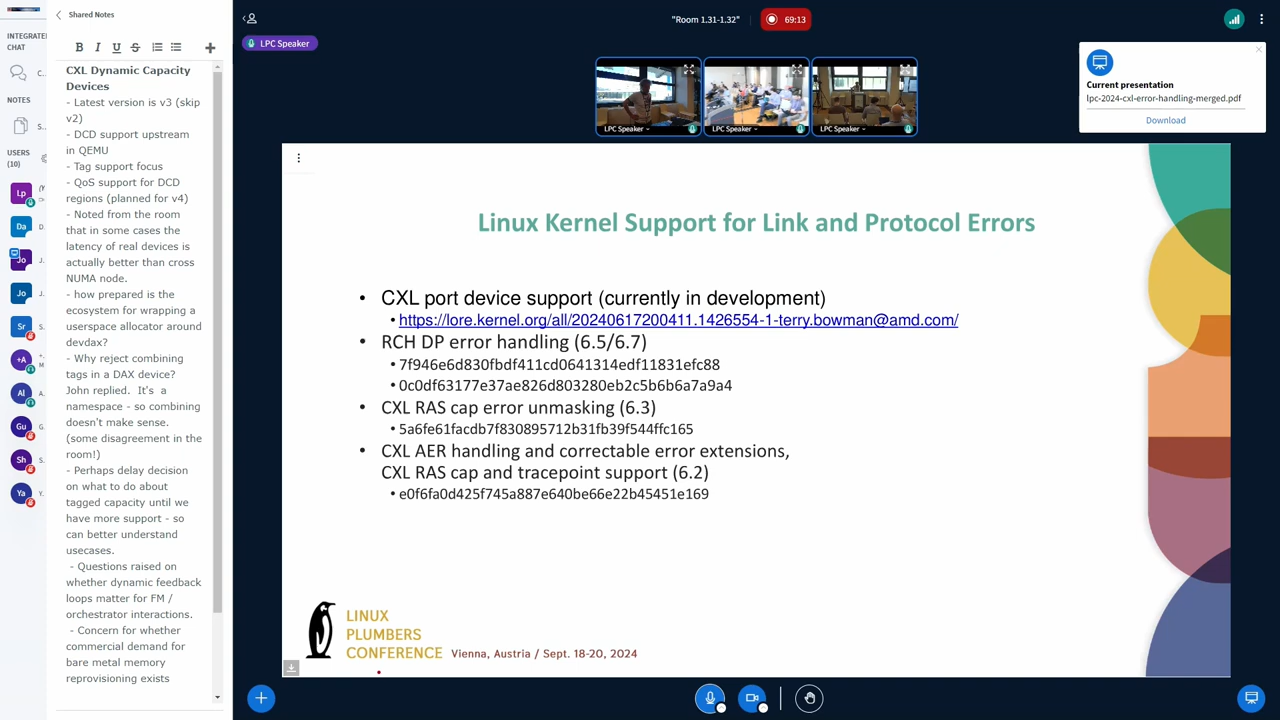 Shared Notes
"Room 1.31-1.32"
69:13
LPC Speaker
INTEGRATE
CHAT
C...
NOTES
S...
USERS
(10)
Lp
Da
D.
Jo
J.
Jo
J.
Sr
S.
+A
M
Al
A.
Gu
G.
Sh
S.
Ya
Y.
B I U S
CXL Dynamic Capacity
Devices
- Latest version is v3 (skip
v2)
- DCD support upstream
in QEMU
- Tag support focus
- QoS support for DCD
regions (planned for v4)
- Noted from the room
that in some cases the
latency of real devices is
actually better than cross
NUMA node.
- how prepared is the
ecosystem for wrapping a
userspace allocator around
devdax?
- Why reject combining
tags in a DAX device?
John replied. It's a
namespace - so combining
doesn't make sense.
(some disagreement in the
room!)
- Perhaps delay decision
on what to do about
tagged capacity until we
have more support - so
can better understand
usecases.
- Questions raised on
whether dynamic feedback
loops matter for FM /
orchestrator interactions.
- Concern for whether
commercial demand for
bare metal memory
reprovisioning exists
LPC Speaker
LPC Speaker
LPC Speaker
Current presentation
lpc-2024-cxl-error-handling-merged.pdf
Download
Linux Kernel Support for Link and Protocol Errors
• CXL port device support (currently in development)
• https://lore.kernel.org/all/20240617200411.1426554-1-terry.bowman@amd.com/
• RCH DP error handling (6.5/6.7)
• 7f946e6d830fbdf411cd0641314edf11831efc88
• 0c0df63177e37ae826d803280eb2c5b6b6a7a9a4
• CXL RAS cap error unmasking (6.3)
• 5a6fe61facdb7f830895712b31fb39f544ffc165
• CXL AER handling and correctable error extensions,
CXL RAS cap and tracepoint support (6.2)
• e0f6fa0d425f745a887e640be66e22b45451e169
LINUX
PLUMBERS
CONFERENCE Vienna, Austria / Sept. 18-20, 2024